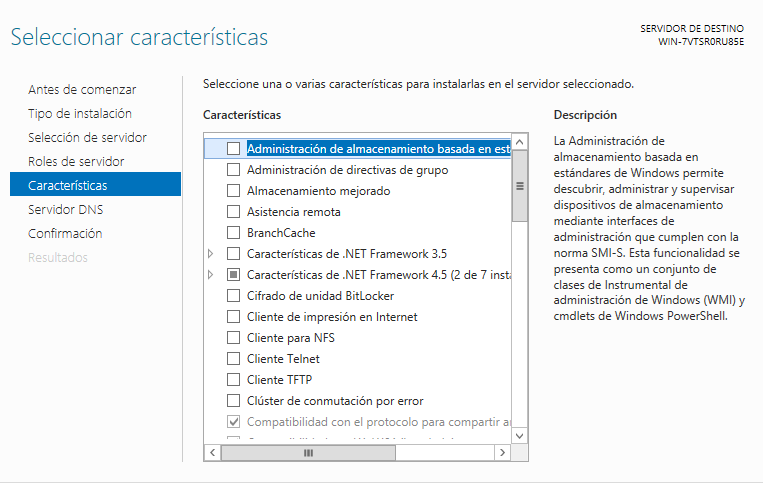 Seleccionar características
SERVIDOR DE DESTINO
WIN-7VTSR0RU85E
Antes de comenzar
Tipo de instalación
Selección de servidor
Roles de servidor
Características
Servidor DNS
Confirmación
Resultados
Seleccione una o varias características para instalarlas en el servidor seleccionado.
Características
Administración de almacenamiento basada en est
Administración de directivas de grupo
Almacenamiento mejorado
Asistencia remota
BranchCache
Características de .NET Framework 3.5
Características de .NET Framework 4.5 (2 de 7 inst
Cifrado de unidad BitLocker
Cliente de impresión en Internet
Cliente para NFS
Cliente Telnet
Cliente TFTP
Clúster de conmutación por error
Compatibilidad con el protocolo para compartir a
Descripción
La Administración de
almacenamiento basada en
estándares de Windows permite
descubrir, administrar y supervisar
dispositivos de almacenamiento
mediante interfaces de
administración que cumplen con la
norma SMI-S. Esta funcionalidad se
presenta como un conjunto de
clases de Instrumental de
administración de Windows (WMI) y
cmdlets de Windows PowerShell.